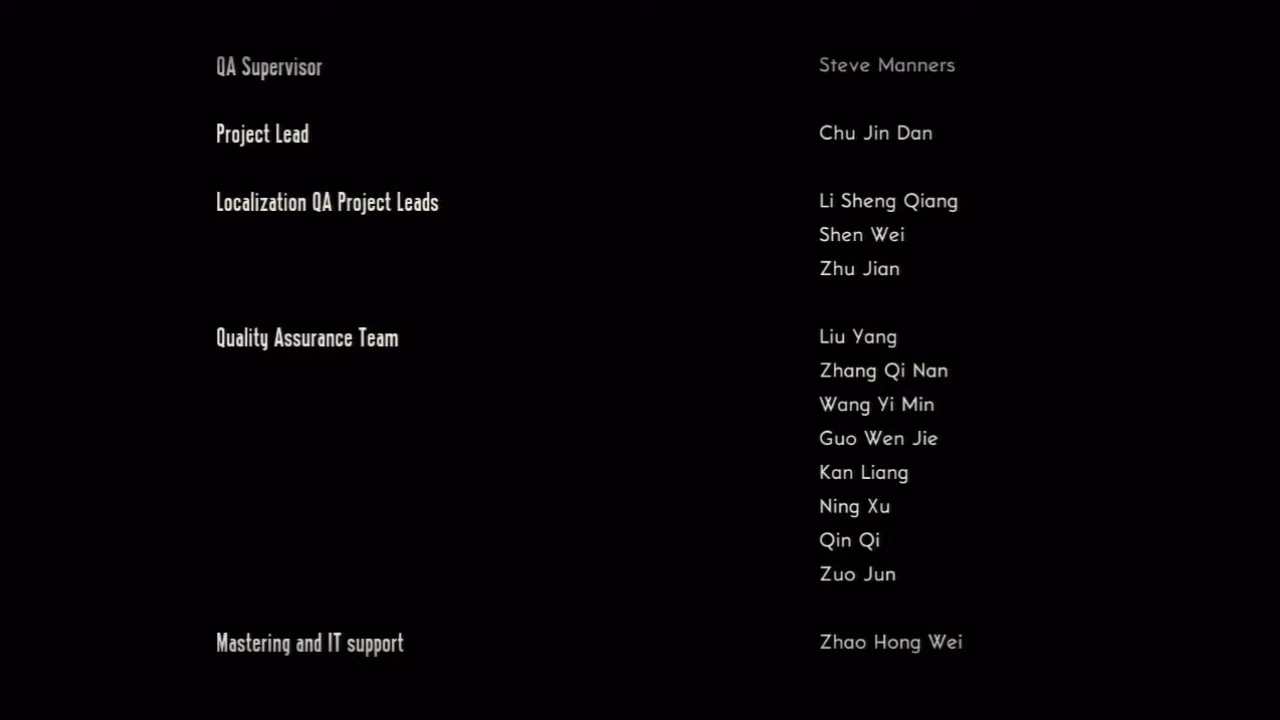 QA Supervisor Steve Manners
Project Lead Chu Jin Dan
Localization QA Project Leads Li Sheng Qiang
Shen Wei
Zhu Jian
Quality Assurance Team Liu Yang
Zhang Qi Nan
Wang Yi Min
Guo Wen Jie
Kan Liang
Ning Xu
Qin Qi
Zuo Jun
Mastering and IT support Zhao Hong Wei